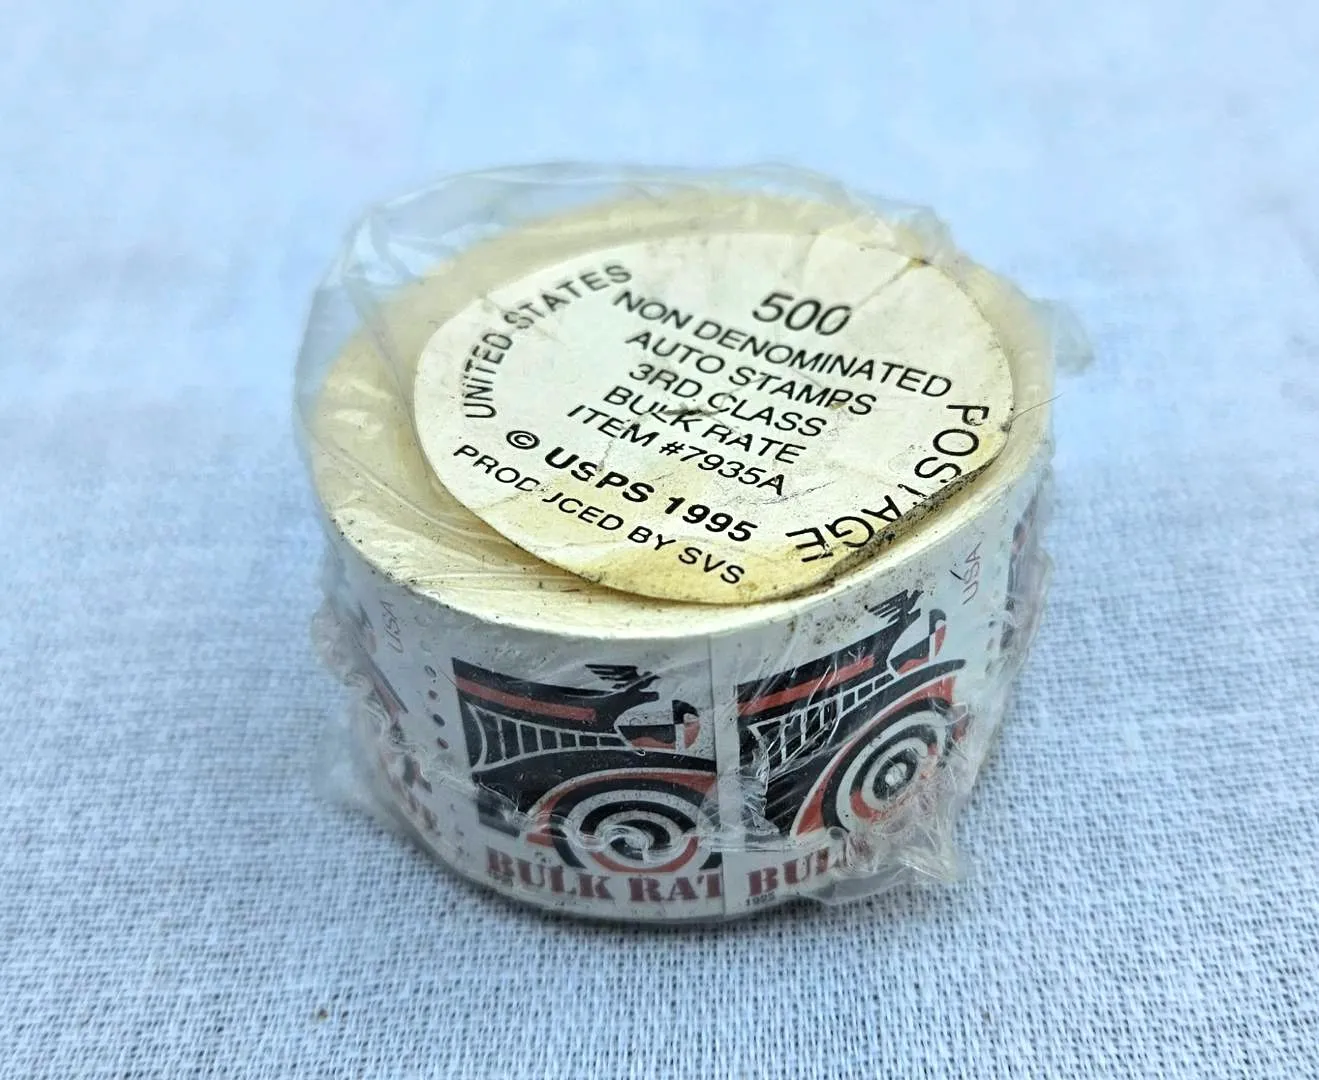 UNITED STATES POSTAGE
500
NON DENOMINATED
AUTO STAMPS
3RD CLASS
BULK RATE
ITEM #7935A
© USPS 1995
PRODUCED BY SVS
USA
USA
BULK RAT
BULK
1995